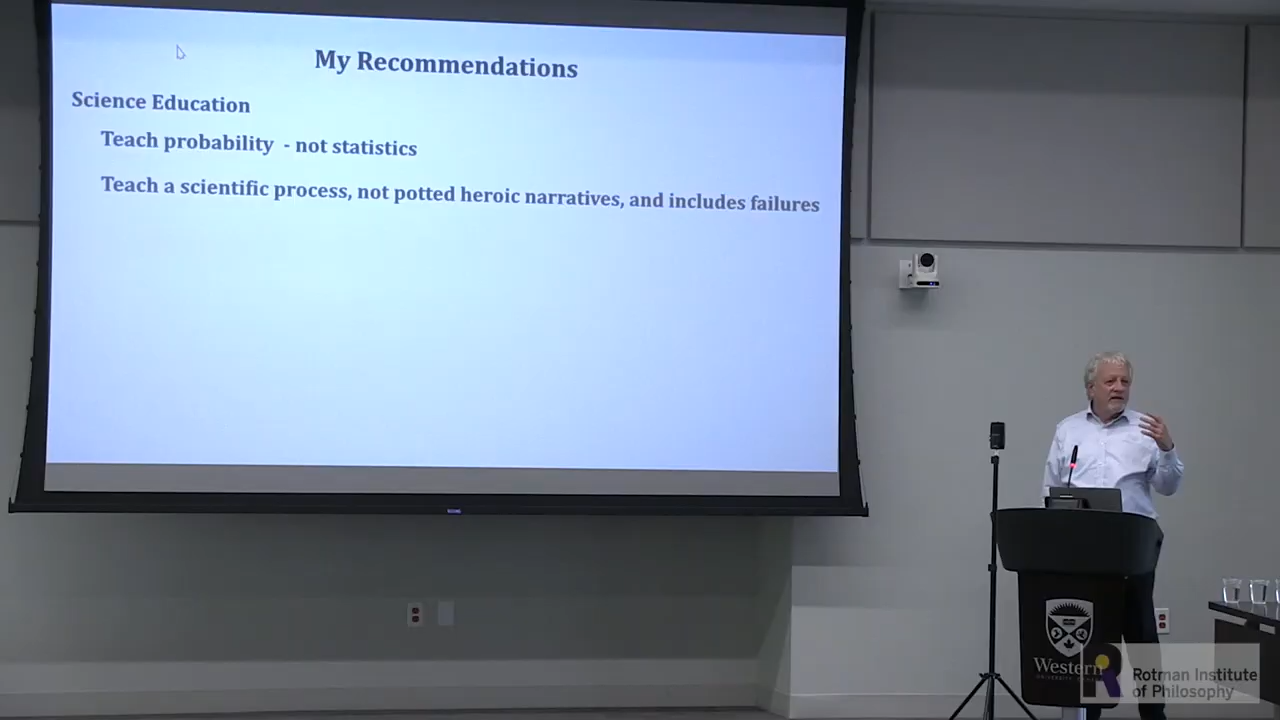 My Recommendations
Science Education
Teach probability - not statistics
Teach a scientific process, not potted heroic narratives, and includes failures
Western
Rotman Institute
of Philosophy